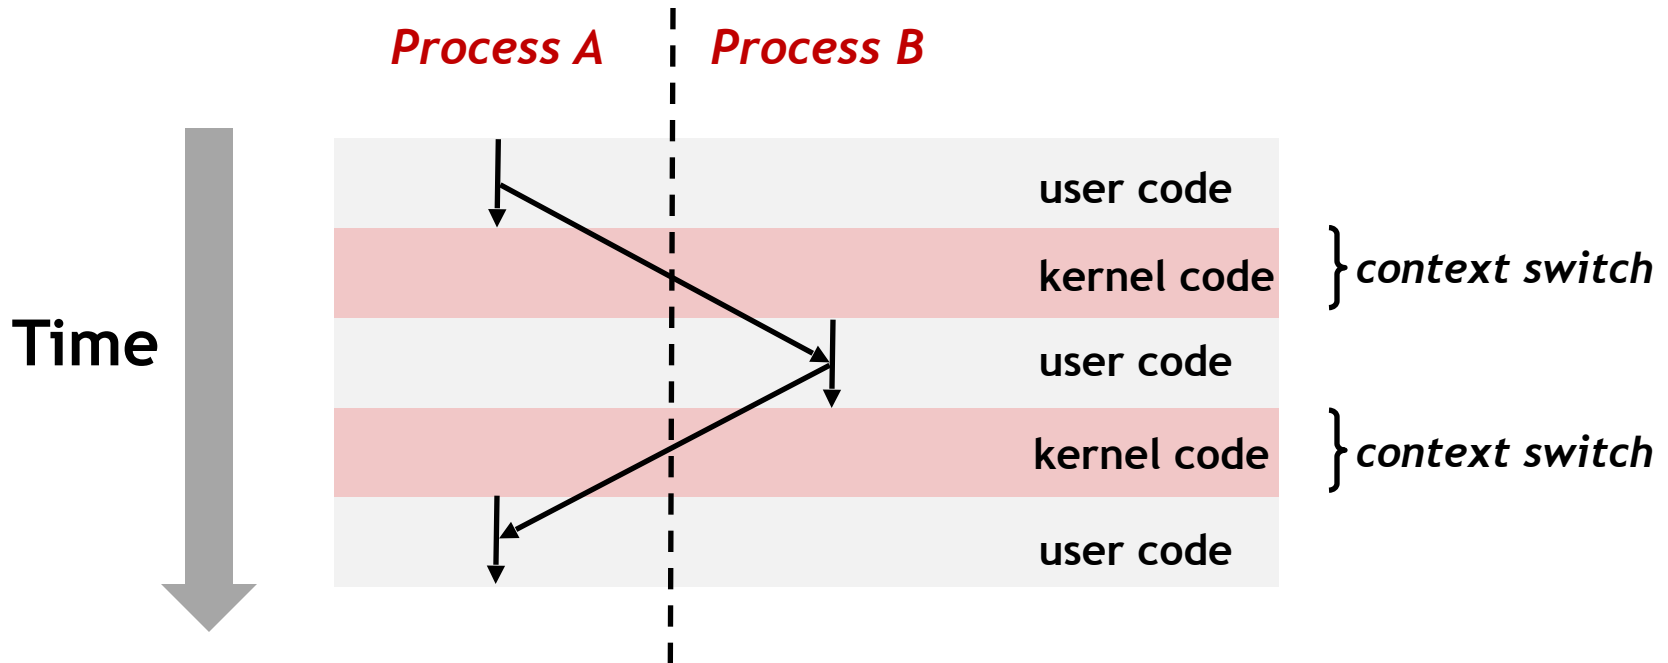 Process A
Process B
user code
kernel code
context switch
Time
user code
kernel code
context switch
user code